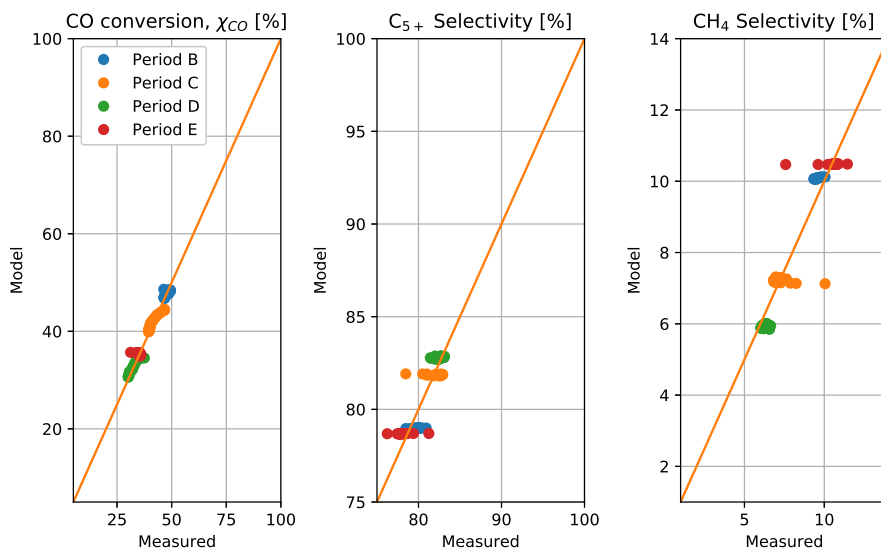 CO conversion, χ_CO [%]
C₅₊ Selectivity [%]
CH₄ Selectivity [%]
Period B
Period C
Period D
Period E
100
80
60
40
20
Model
25
50
75
100
Measured
100
95
90
85
80
75
Model
80
90
100
Measured
14
12
10
8
6
4
2
Model
5
10
Measured